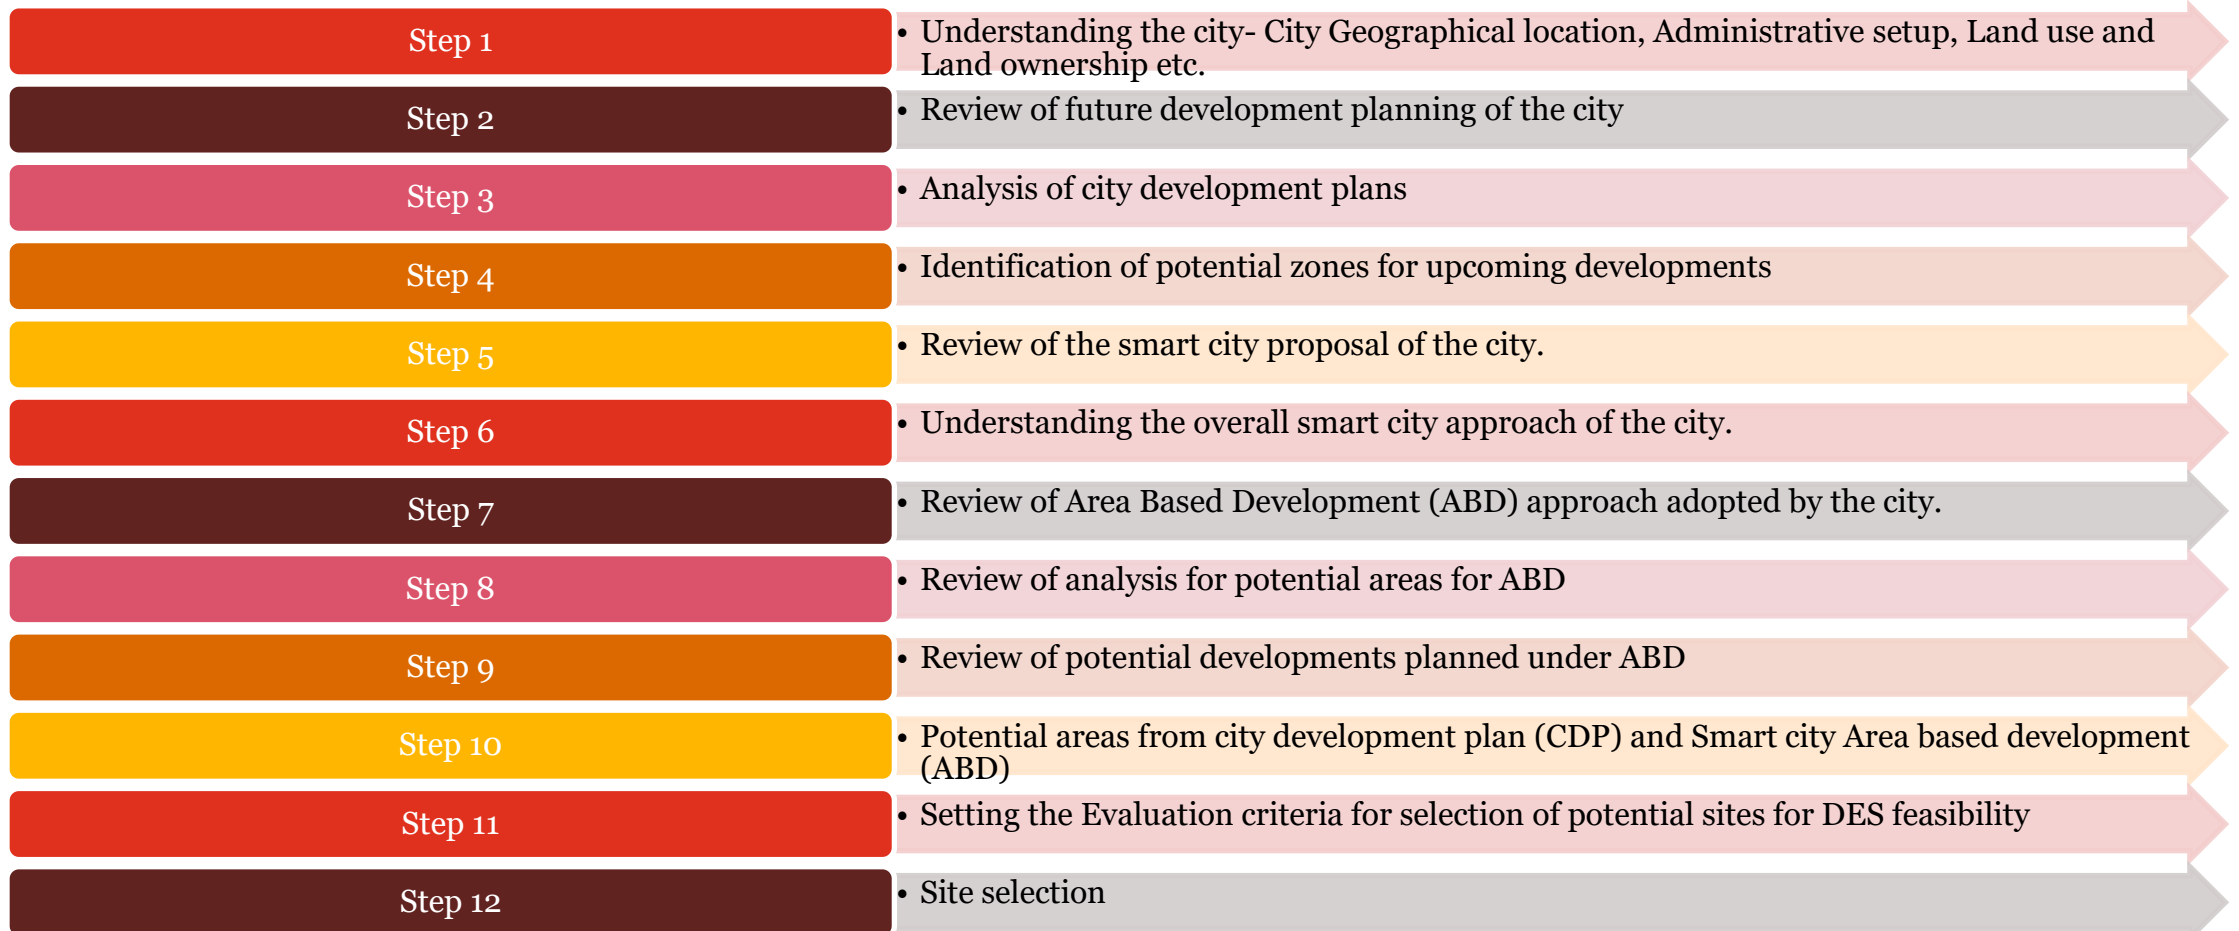 Step 1
• Understanding the city- City Geographical location, Administrative setup, Land use and
Land ownership etc.
Step 2
• Review of future development planning of the city
Step 3
• Analysis of city development plans
Step 4
• Identification of potential zones for upcoming developments
Step 5
• Review of the smart city proposal of the city.
Step 6
• Understanding the overall smart city approach of the city.
Step 7
• Review of Area Based Development (ABD) approach adopted by the city.
Step 8
• Review of analysis for potential areas for ABD
Step 9
• Review of potential developments planned under ABD
Step 10
• Potential areas from city development plan (CDP) and Smart city Area based development
(ABD)
Step 11
• Setting the Evaluation criteria for selection of potential sites for DES feasibility
Step 12
• Site selection